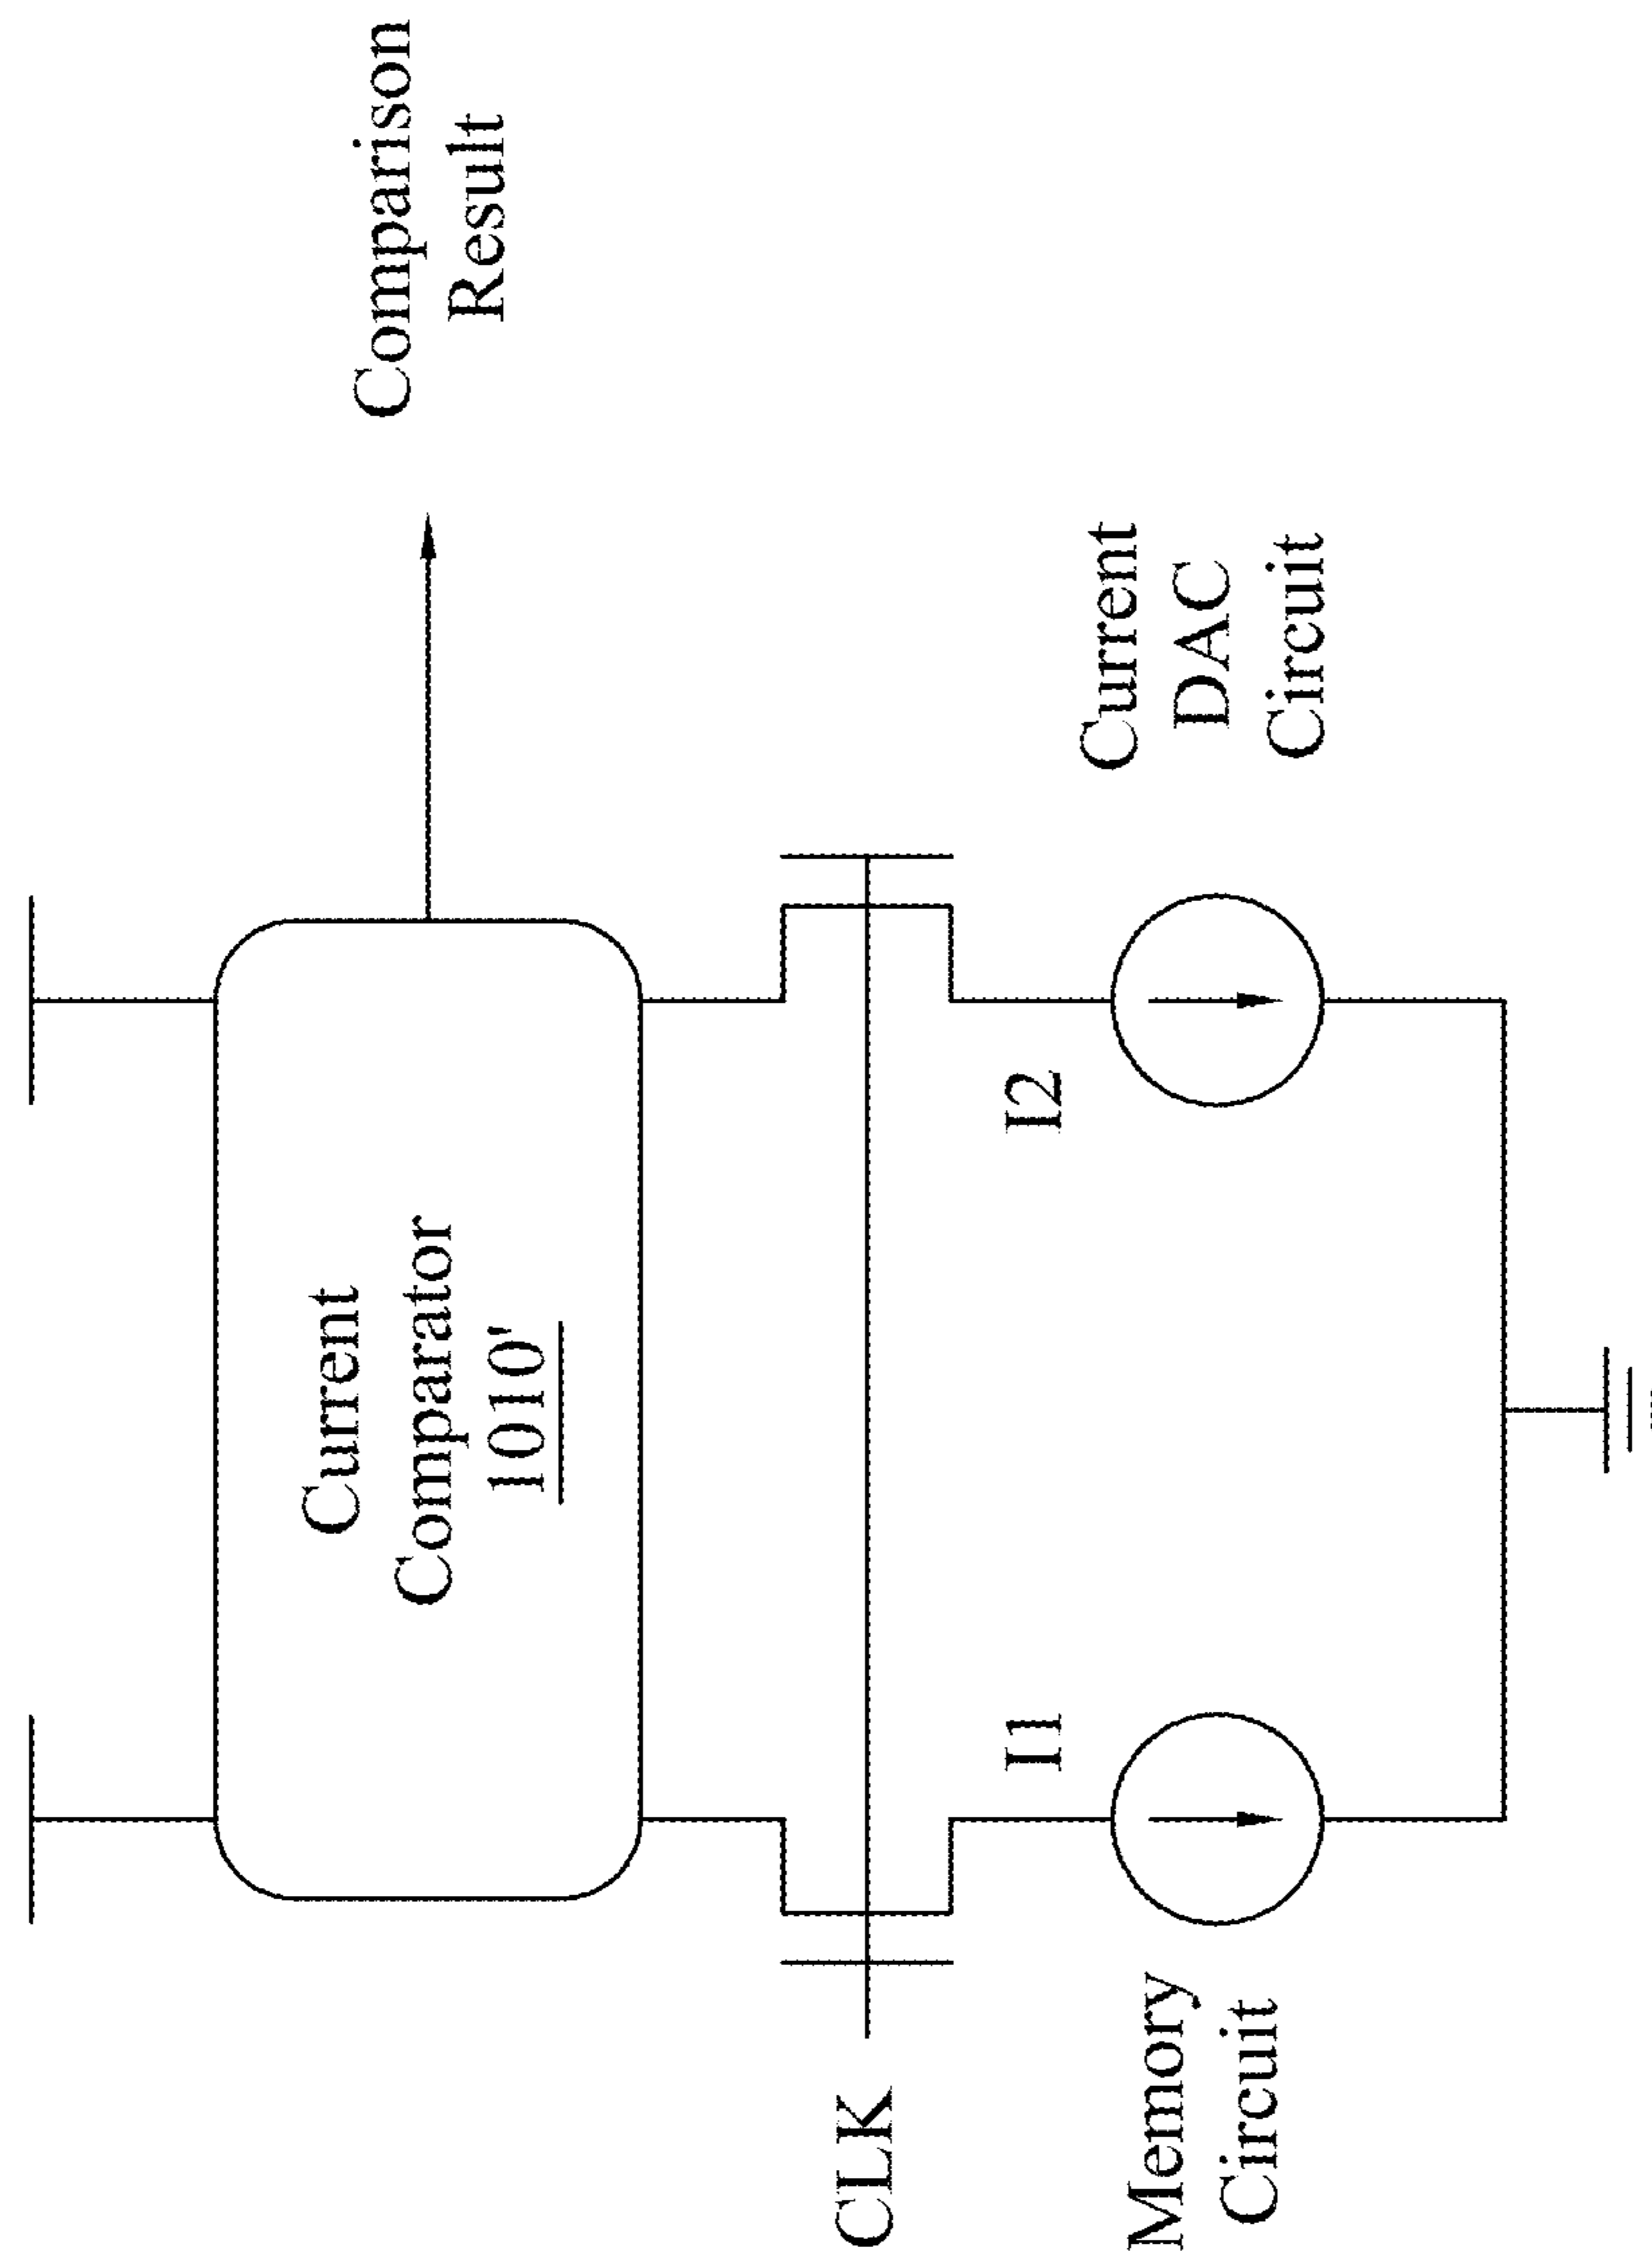 Comparison
Result
Current
Comparator
1010'
CLK
I1
I2
Memory
Circuit
Current
DAC
Circuit